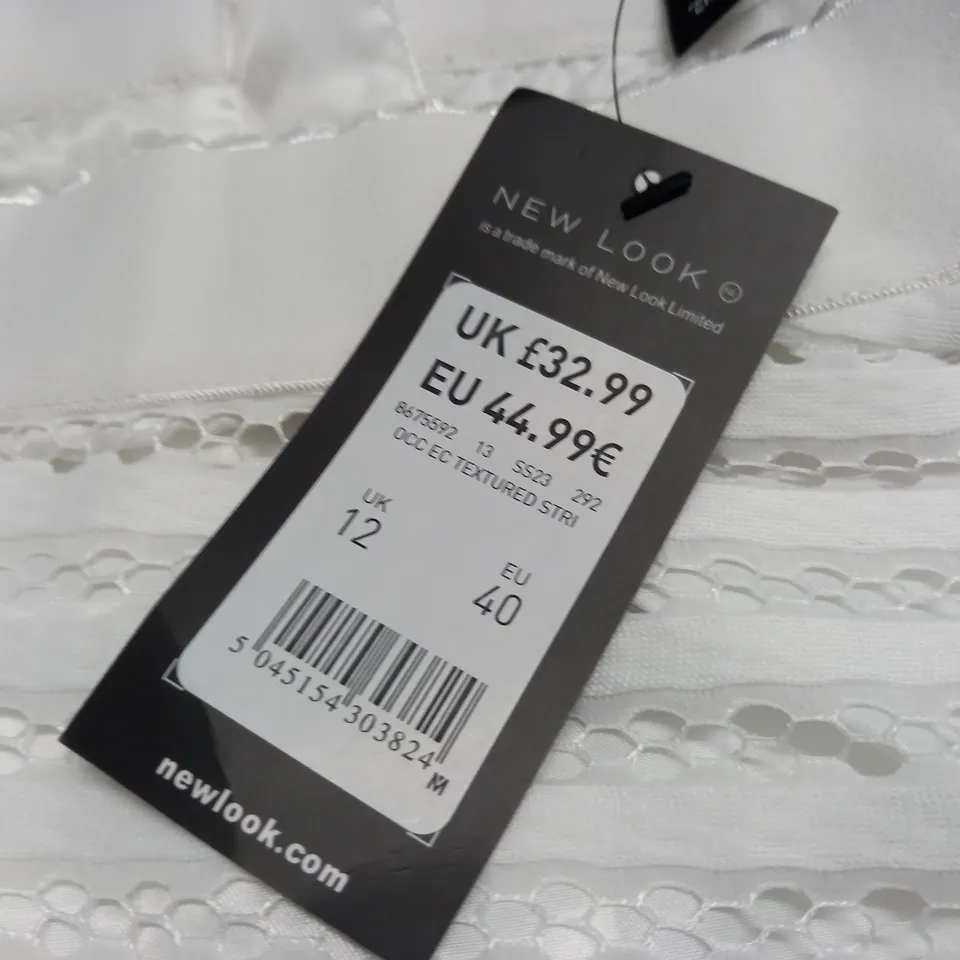 NEW LOOK
is a trade mark of New Look Limited
UK £32.99
EU 44.99€
8675592 13 SS23 292
OCC EC TEXTURED STRI
UK
12
EU
40
5 045154 303824
M
newlook.com